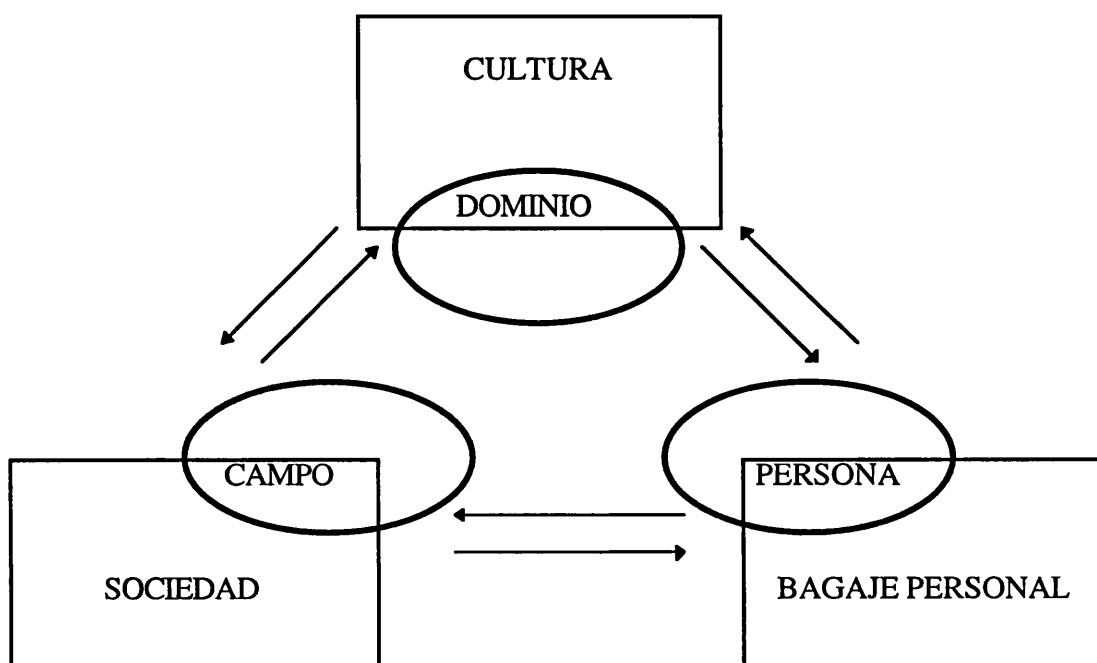 CULTURA
DOMINIO
CAMPO
PERSONA
SOCIEDAD
BAGAJE PERSONAL